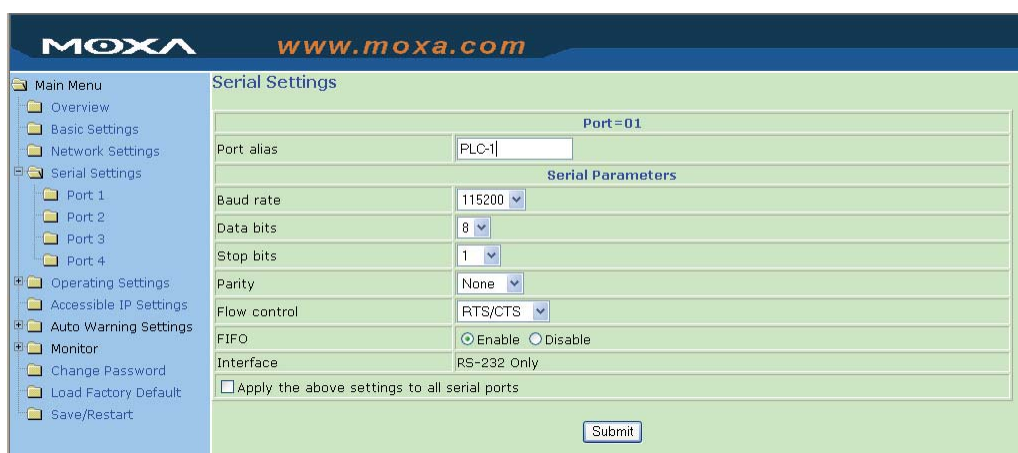 MOXA www.moxa.com
Main Menu
Overview
Basic Settings
Network Settings
Serial Settings
Port 1
Port 2
Port 3
Port 4
Operating Settings
Accessible IP Settings
Auto Warning Settings
Monitor
Change Password
Load Factory Default
Save/Restart
Serial Settings
Port=01
Port alias PLC-1
Serial Parameters
Baud rate 115200
Data bits 8
Stop bits 1
Parity None
Flow control RTS/CTS
FIFO Enable Disable
Interface RS-232 Only
Apply the above settings to all serial ports
Submit